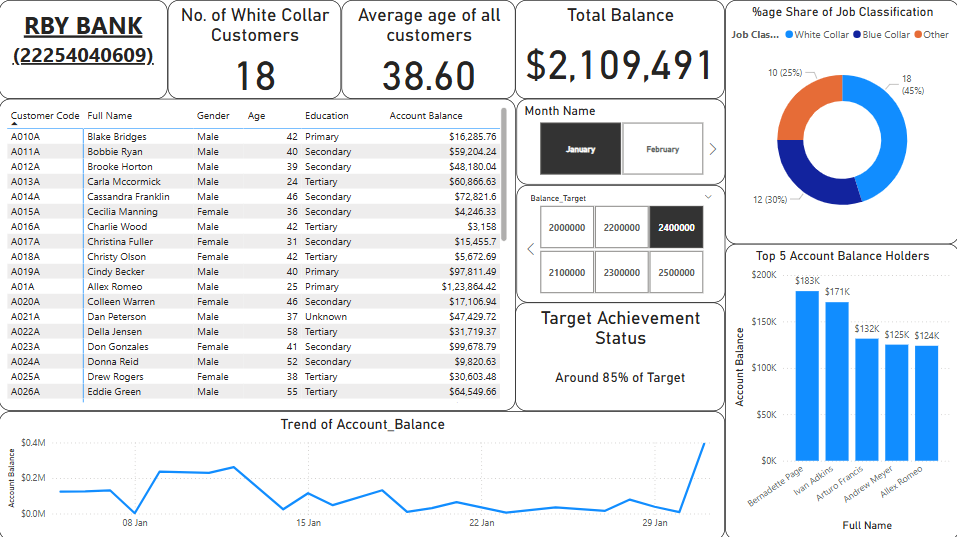 RBY BANK
(22254040609)
No. of White Collar
Customers
18
Average age of all
customers
38.60
Total Balance
$2,109,491
%age Share of Job Classification
Job Clas... White Collar Blue Collar Other
10 (25%)
18
(45%)
12 (30%)
Customer Code Full Name Gender Age Education Account Balance
A010A Blake Bridges Male 42 Primary $16,285.76
A011A Bobbie Ryan Male 40 Secondary $59,204.24
A012A Brooke Horton Male 39 Secondary $48,180.04
A013A Carla Mccormick Male 24 Tertiary $60,866.63
A014A Cassandra Franklin Male 46 Secondary $72,821.6
A015A Cecilia Manning Female 36 Secondary $4,246.33
A016A Charlie Wood Male 42 Tertiary $3,158
A017A Christina Fuller Female 31 Secondary $15,455.7
A018A Christy Olson Female 42 Tertiary $5,672.69
A019A Cindy Becker Male 40 Primary $97,811.49
A01A Allex Romeo Male 25 Primary $1,23,864.42
A020A Colleen Warren Female 46 Secondary $17,106.94
A021A Dan Peterson Male 37 Unknown $47,429.72
A022A Della Jensen Male 58 Tertiary $31,719.37
A023A Don Gonzales Female 41 Secondary $99,678.79
A024A Donna Reid Male 52 Secondary $9,820.63
A025A Drew Rogers Female 38 Tertiary $30,603.48
A026A Eddie Green Male 55 Tertiary $64,549.66
Month Name
January February
Balance_Target
2000000 2200000 2400000
2100000 2300000 2500000
Target Achievement
Status
Around 85% of Target
Top 5 Account Balance Holders
Account Balance
$200K
$150K
$100K
$50K
$0K
$183K
$171K
$132K
$125K
$124K
Bernadette Page
Ivan Adkins
Arturo Francis
Andrew Meyer
Allex Romeo
Full Name
Trend of Account_Balance
Account Balance
$0.4M
$0.2M
$0.0M
08 Jan 15 Jan 22 Jan 29 Jan